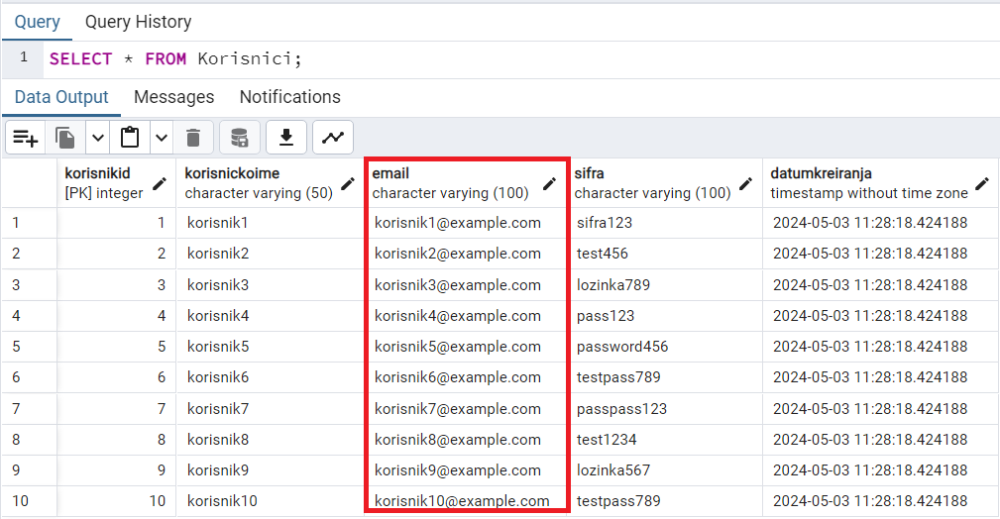 Query Query History
1 SELECT * FROM Korisnici;
Data Output Messages Notifications
korisnikid korisnickoime email sifra datumkreiranja
[PK] integer character varying (50) character varying (100) character varying (100) timestamp without time zone
1 1 korisnik1 korisnik1@example.com sifra123 2024-05-03 11:28:18.424188
2 2 korisnik2 korisnik2@example.com test456 2024-05-03 11:28:18.424188
3 3 korisnik3 korisnik3@example.com lozinka789 2024-05-03 11:28:18.424188
4 4 korisnik4 korisnik4@example.com pass123 2024-05-03 11:28:18.424188
5 5 korisnik5 korisnik5@example.com password456 2024-05-03 11:28:18.424188
6 6 korisnik6 korisnik6@example.com testpass789 2024-05-03 11:28:18.424188
7 7 korisnik7 korisnik7@example.com passpass123 2024-05-03 11:28:18.424188
8 8 korisnik8 korisnik8@example.com test1234 2024-05-03 11:28:18.424188
9 9 korisnik9 korisnik9@example.com lozinka567 2024-05-03 11:28:18.424188
10 10 korisnik10 korisnik10@example.com testpass789 2024-05-03 11:28:18.424188